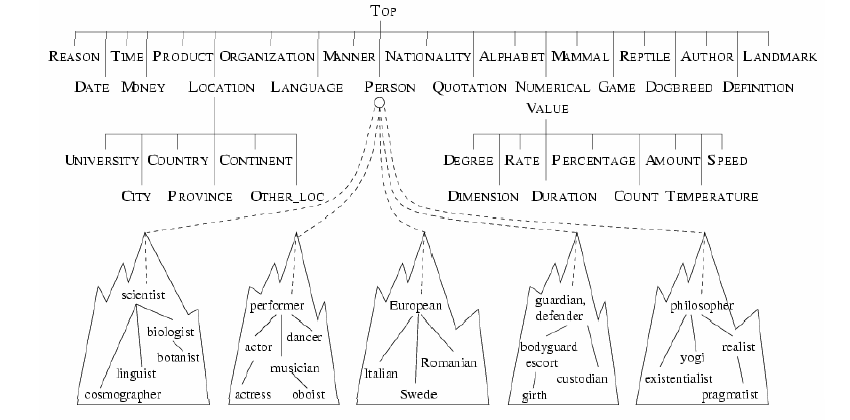 TOP
REASON TIME PRODUCT ORGANIZATION MANNER NATIONALITY ALPHABET MAMMAL REPTILE AUTHOR LANDMARK
DATE MONEY LOCATION LANGUAGE PERSON QUOTATION NUMERICAL GAME DOGBREED DEFINITION
VALUE
UNIVERSITY COUNTRY CONTINENT DEGREE RATE PERCENTAGE AMOUNT SPEED
CITY PROVINCE OTHER_LOC DIMENSION DURATION COUNT TEMPERATURE
scientist
biologist
botanist
linguist
cosmographer
performer
dancer
actor
musician
actress oboist
European
Romanian
Italian
Swede
guardian,
defender
bodyguard
escort
custodian
girth
philosopher
realist
yogi
existentialist
pragmatist